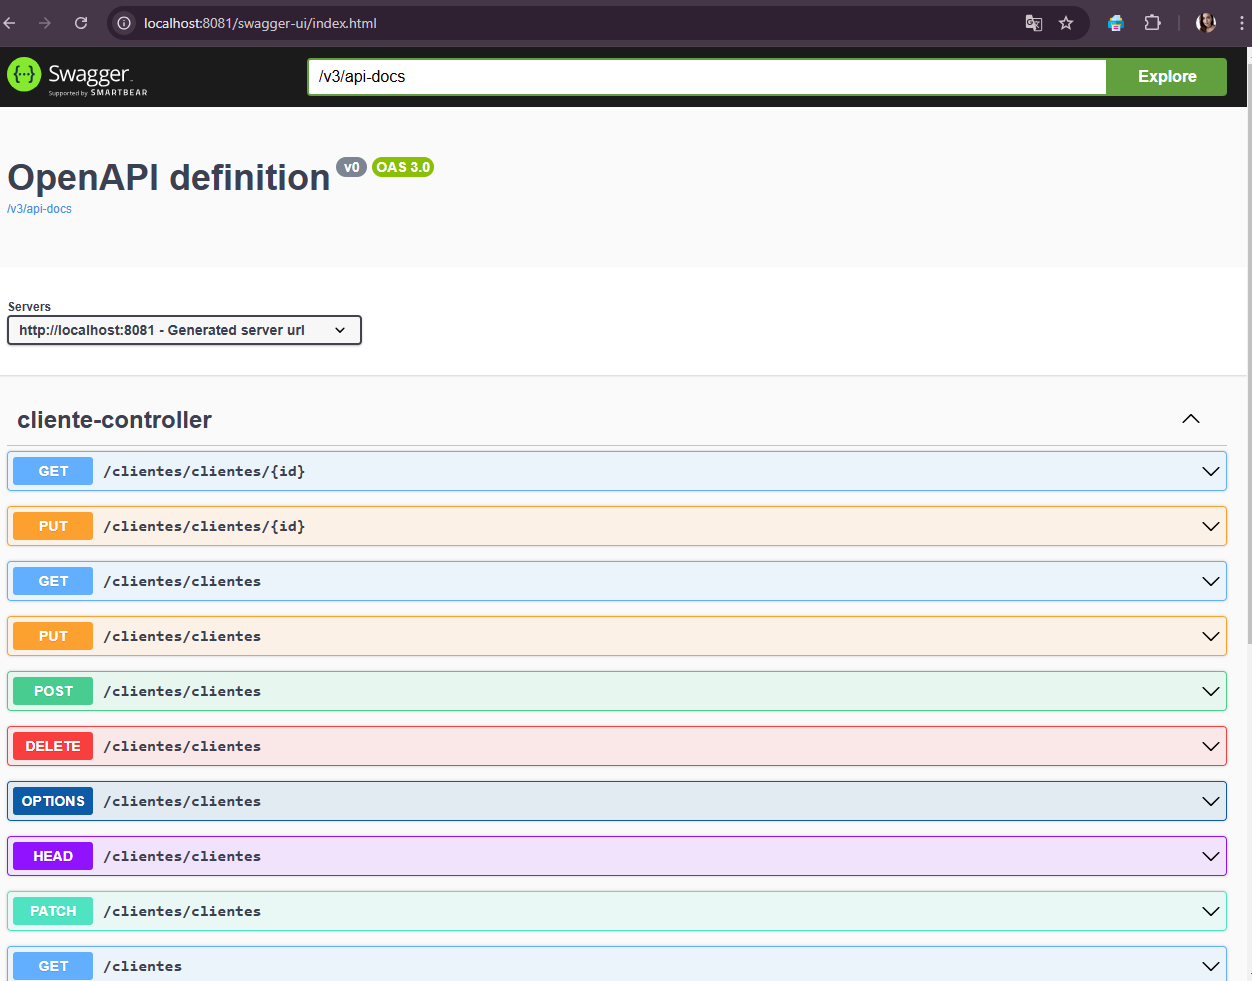 localhost:8081/swagger-ui/index.html
Swagger.
Supported by SMARTBEAR
/v3/api-docs
Explore
OpenAPI definition v0 OAS 3.0
/v3/api-docs
Servers
http://localhost:8081 - Generated server url
cliente-controller
GET /clientes/clientes/{id}
PUT /clientes/clientes/{id}
GET /clientes/clientes
PUT /clientes/clientes
POST /clientes/clientes
DELETE /clientes/clientes
OPTIONS /clientes/clientes
HEAD /clientes/clientes
PATCH /clientes/clientes
GET /clientes